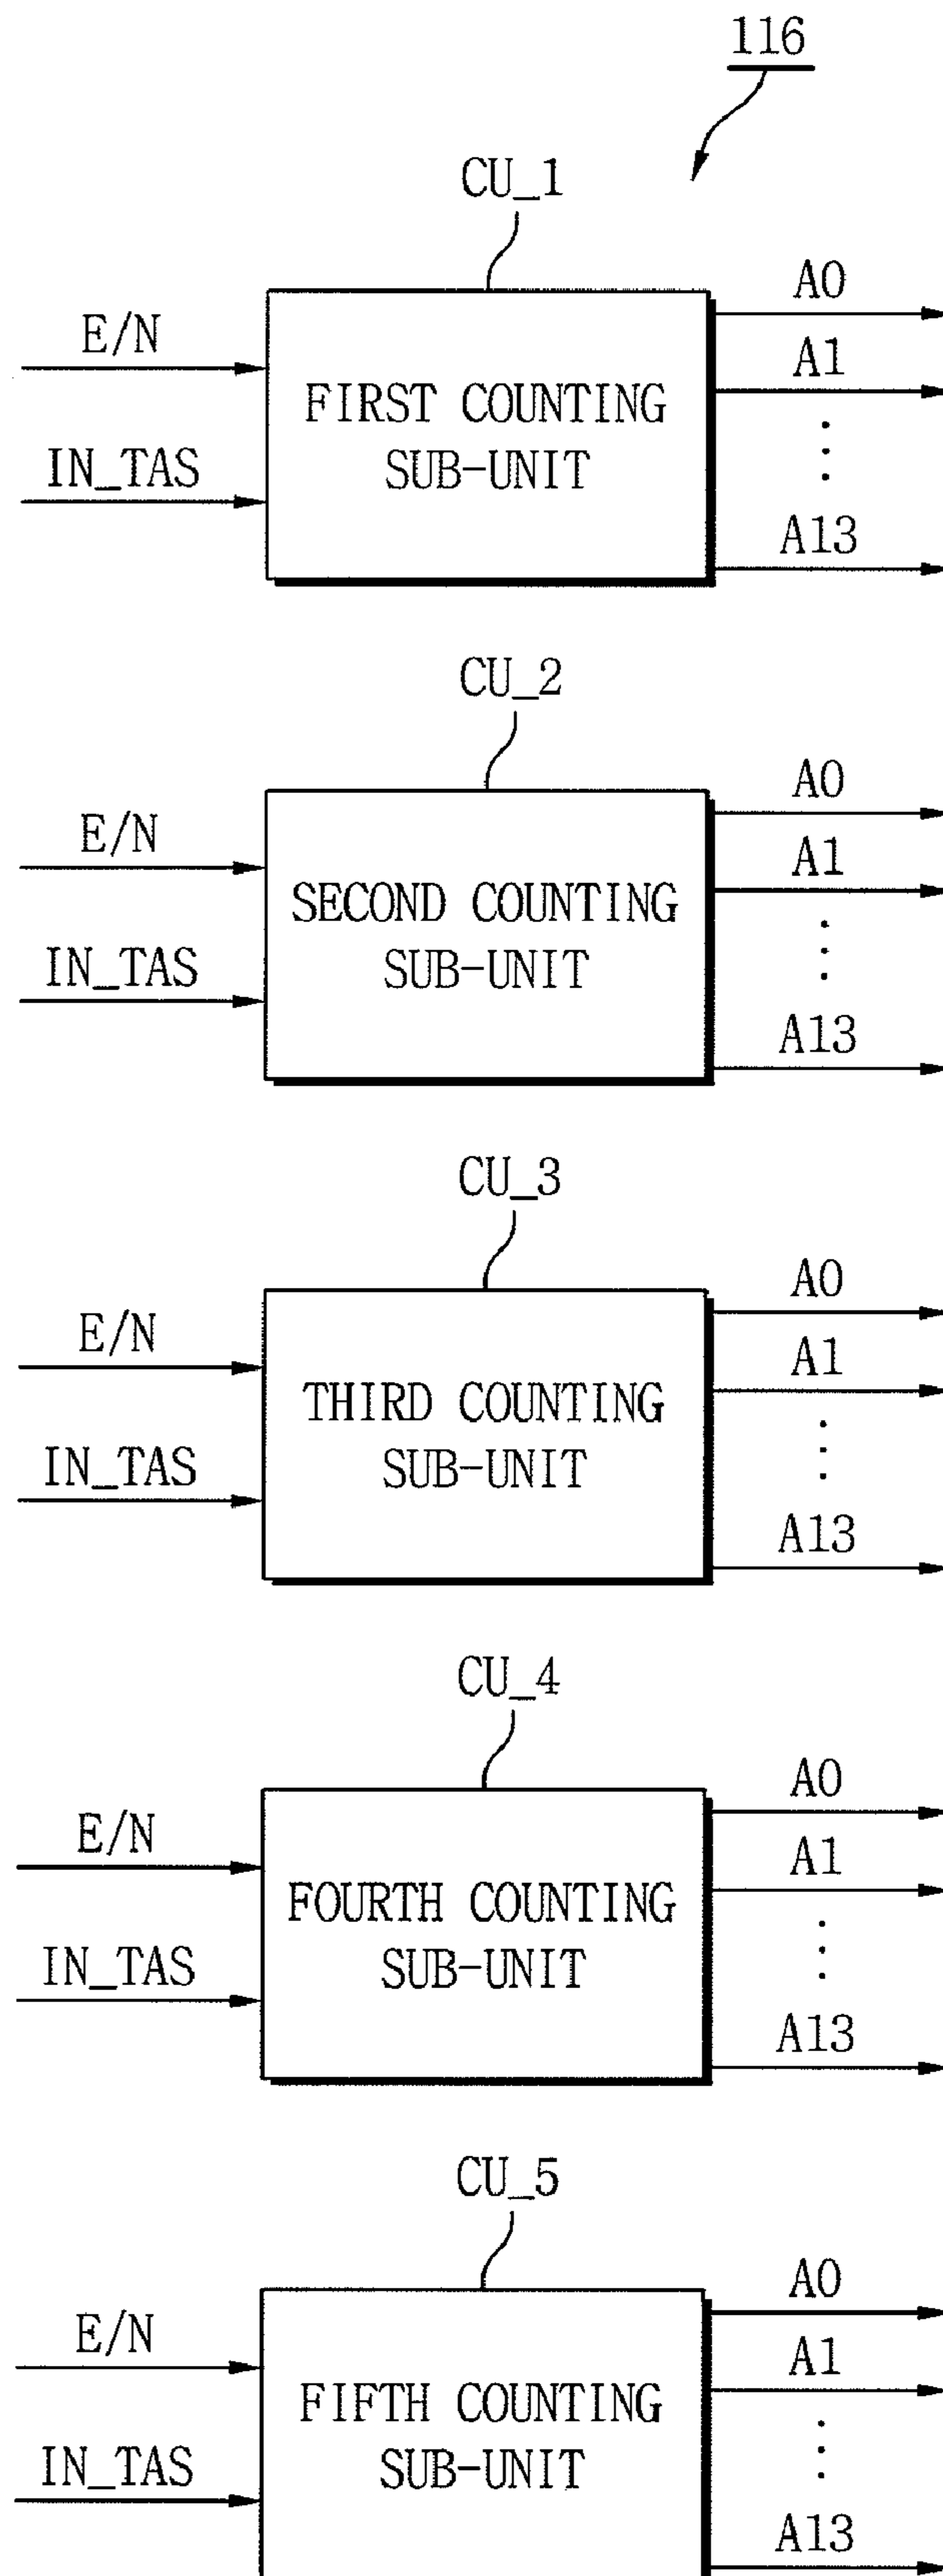 116
CU_1
E/N
IN_TAS
FIRST COUNTING
SUB-UNIT
A0
A1
A13
CU_2
E/N
IN_TAS
SECOND COUNTING
SUB-UNIT
A0
A1
A13
CU_3
E/N
IN_TAS
THIRD COUNTING
SUB-UNIT
A0
A1
A13
CU_4
E/N
IN_TAS
FOURTH COUNTING
SUB-UNIT
A0
A1
A13
CU_5
E/N
IN_TAS
FIFTH COUNTING
SUB-UNIT
A0
A1
A13